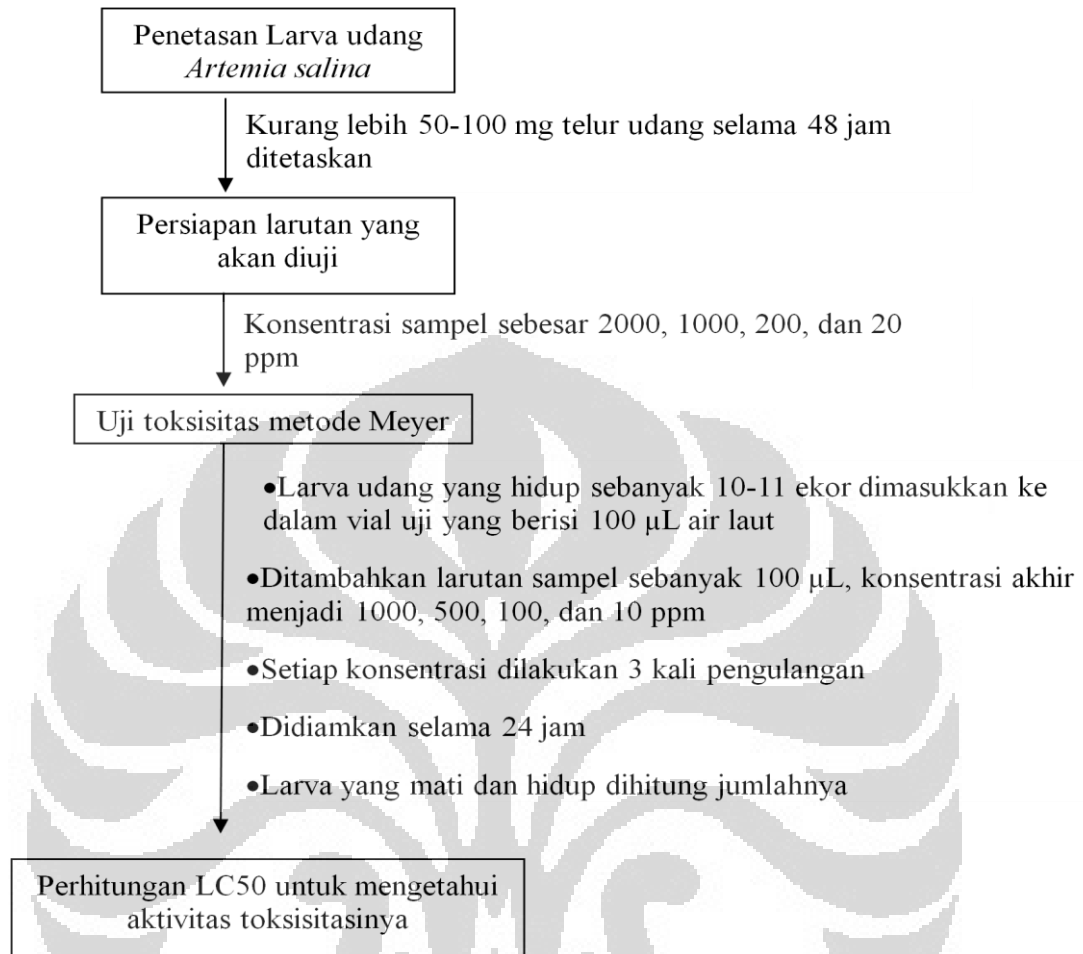 Penetasan Larva udang
Artemia salina
Kurang lebih 50-100 mg telur udang selama 48 jam
ditetaskan
Persiapan larutan yang
akan diuji
Konsentrasi sampel sebesar 2000, 1000, 200, dan 20
ppm
Uji toksisitas metode Meyer
•Larva udang yang hidup sebanyak 10-11 ekor dimasukkan ke
dalam vial uji yang berisi 100 µL air laut
•Ditambahkan larutan sampel sebanyak 100 µL, konsentrasi akhir
menjadi 1000, 500, 100, dan 10 ppm
•Setiap konsentrasi dilakukan 3 kali pengulangan
•Didiamkan selama 24 jam
•Larva yang mati dan hidup dihitung jumlahnya
Perhitungan LC50 untuk mengetahui
aktivitas toksisitasinya